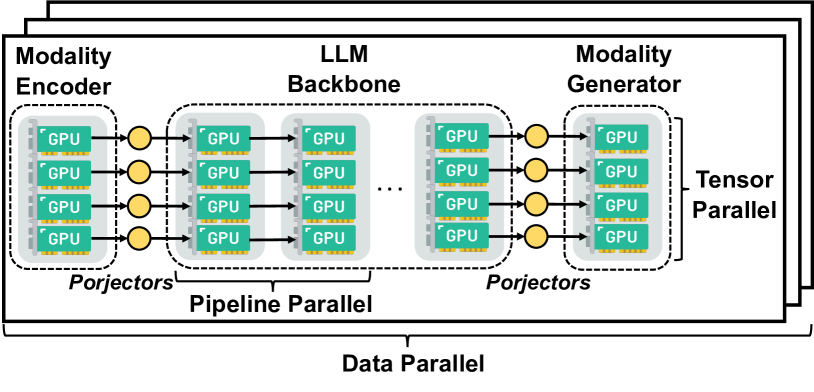 Modality
Encoder
LLM
Backbone
Modality
Generator
GPU GPU GPU GPU GPU
GPU GPU GPU GPU GPU
GPU GPU GPU GPU GPU
GPU GPU GPU GPU GPU
...
Tensor
Parallel
Porjectors
Porjectors
Pipeline Parallel
Data Parallel